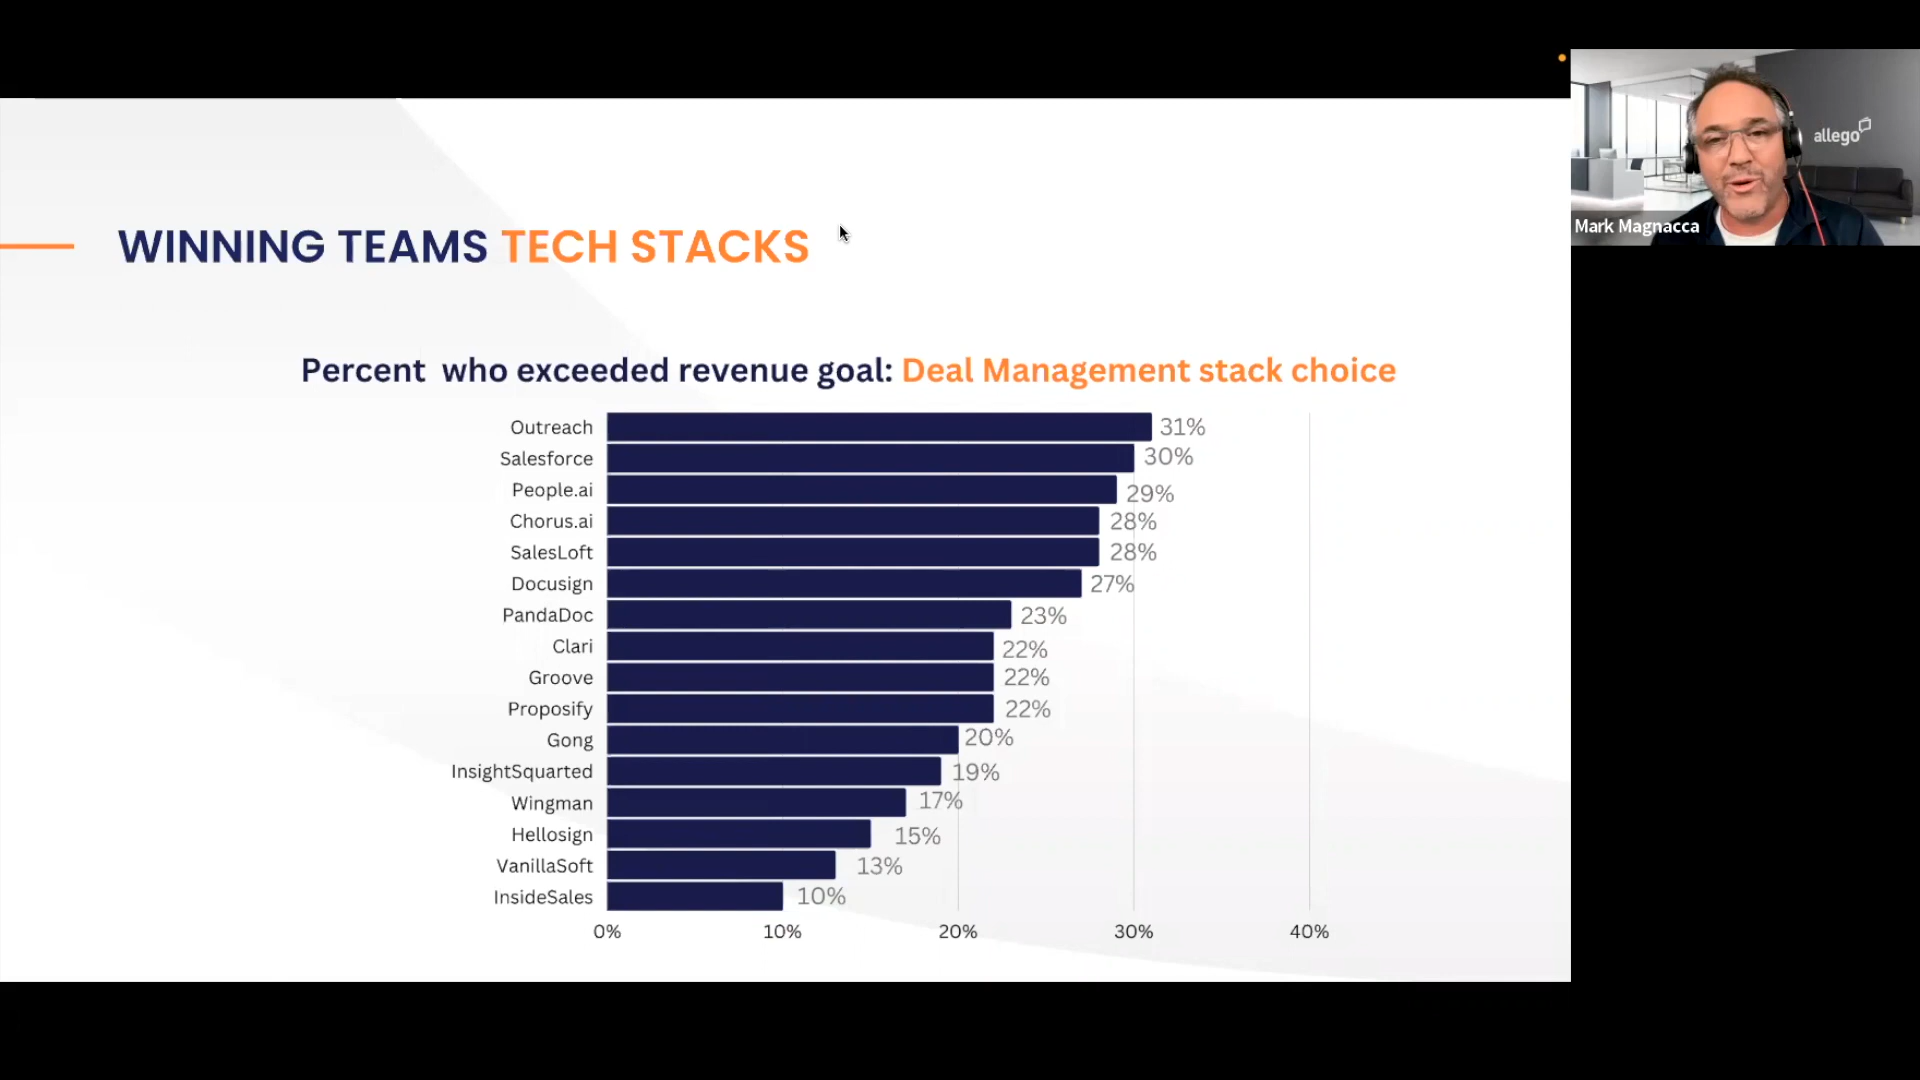 allego
Mark Magnacca
WINNING TEAMS TECH STACKS
Percent who exceeded revenue goal: Deal Management stack choice
Outreach 31%
Salesforce 30%
People.ai 29%
Chorus.ai 28%
SalesLoft 28%
Docusign 27%
PandaDoc 23%
Clari 22%
Groove 22%
Proposify 22%
Gong 20%
InsightSquarted 19%
Wingman 17%
Hellosign 15%
VanillaSoft 13%
InsideSales 10%
0% 10% 20% 30% 40%